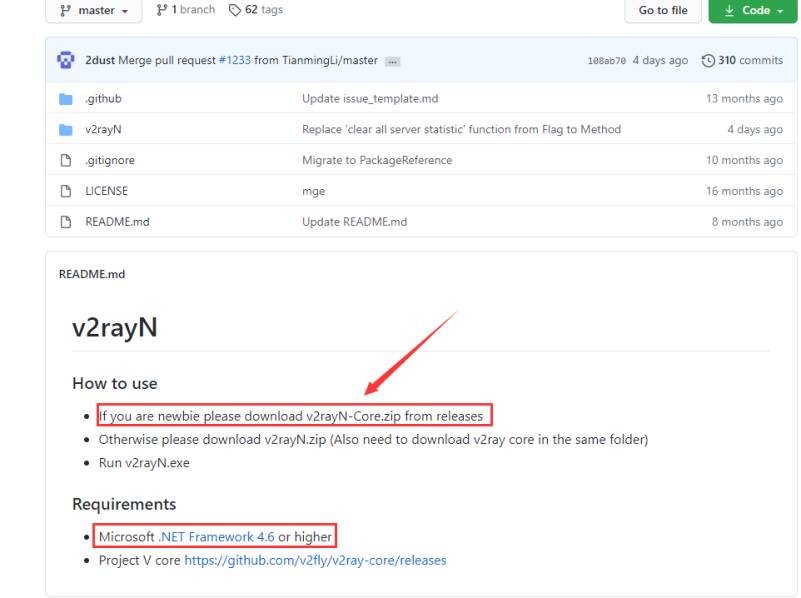 master 1 branch 62 tags Go to file Code
2dust Merge pull request #1233 from TianmingLi/master ... 108ab70 4 days ago 310 commits
.github Update issue_template.md 13 months ago
v2rayN Replace 'clear all server statistic' function from Flag to Method 4 days ago
.gitignore Migrate to PackageReference 10 months ago
LICENSE mge 16 months ago
README.md Update README.md 8 months ago
README.md
v2rayN
How to use
If you are newbie please download v2rayN-Core.zip from releases
Otherwise please download v2rayN.zip (Also need to download v2ray core in the same folder)
Run v2rayN.exe
Requirements
Microsoft .NET Framework 4.6 or higher
Project V core https://github.com/v2fly/v2ray-core/releases